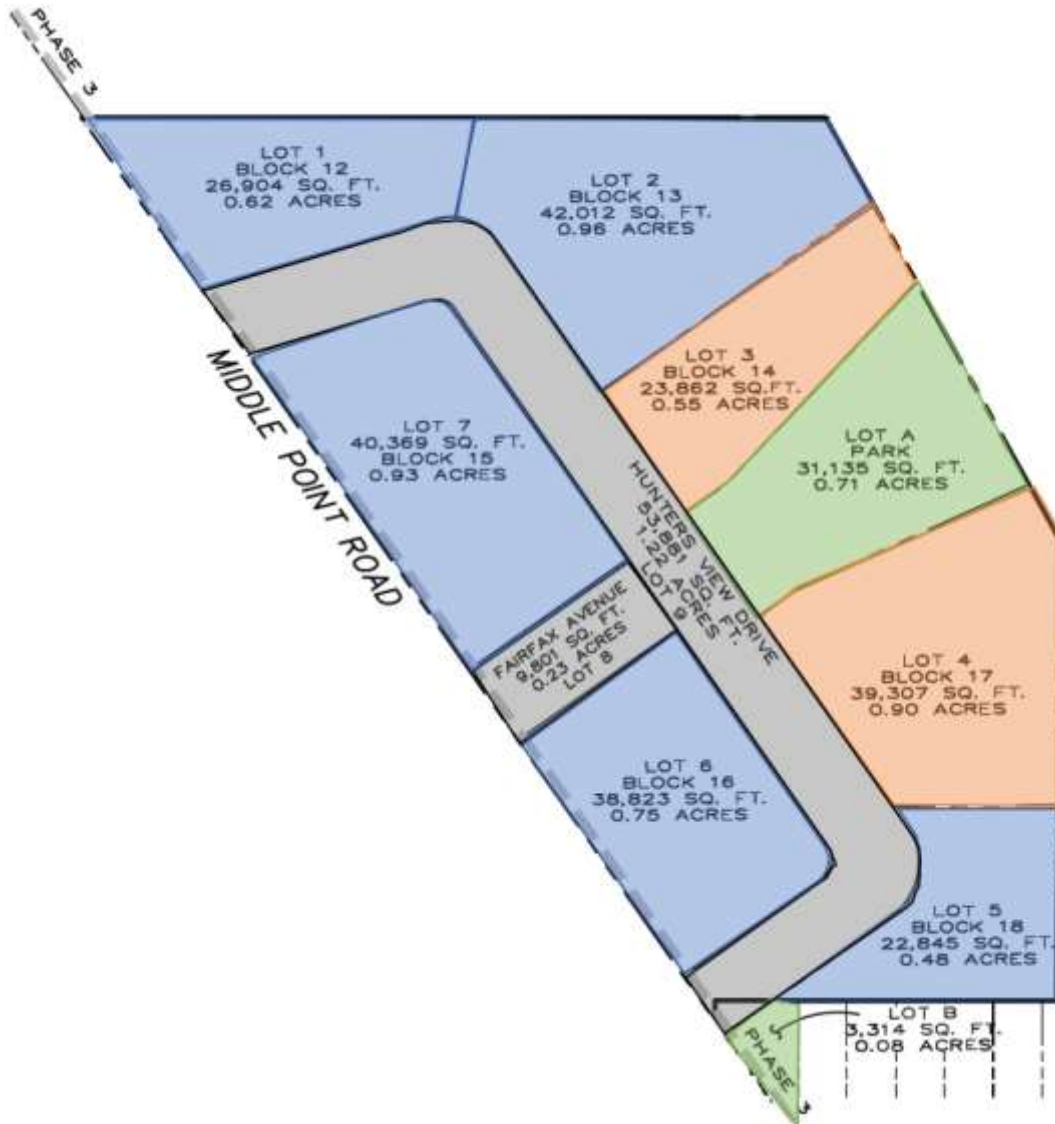 PHASE 3
LOT 1
BLOCK 12
26,904 SQ. FT.
0.62 ACRES
LOT 2
BLOCK 13
42,012 SQ. FT.
0.96 ACRES
LOT 3
BLOCK 14
23,862 SQ.FT.
0.55 ACRES
LOT A
PARK
31,135 SQ. FT.
0.71 ACRES
LOT 7
40,369 SQ. FT.
BLOCK 15
0.93 ACRES
MIDDLE POINT ROAD
HUNTERS VIEW DRIVE
53,881 SQ. FT.
1.22 ACRES
LOT 9
FAIRFAX AVENUE
9,801 SQ. FT.
0.23 ACRES
LOT 8
LOT 4
BLOCK 17
39,307 SQ. FT.
0.90 ACRES
LOT 6
BLOCK 16
38,823 SQ. FT.
0.75 ACRES
LOT 5
BLOCK 18
22,845 SQ. FT.
0.48 ACRES
LOT B
3,314 SQ. FT.
0.08 ACRES
PHASE 3